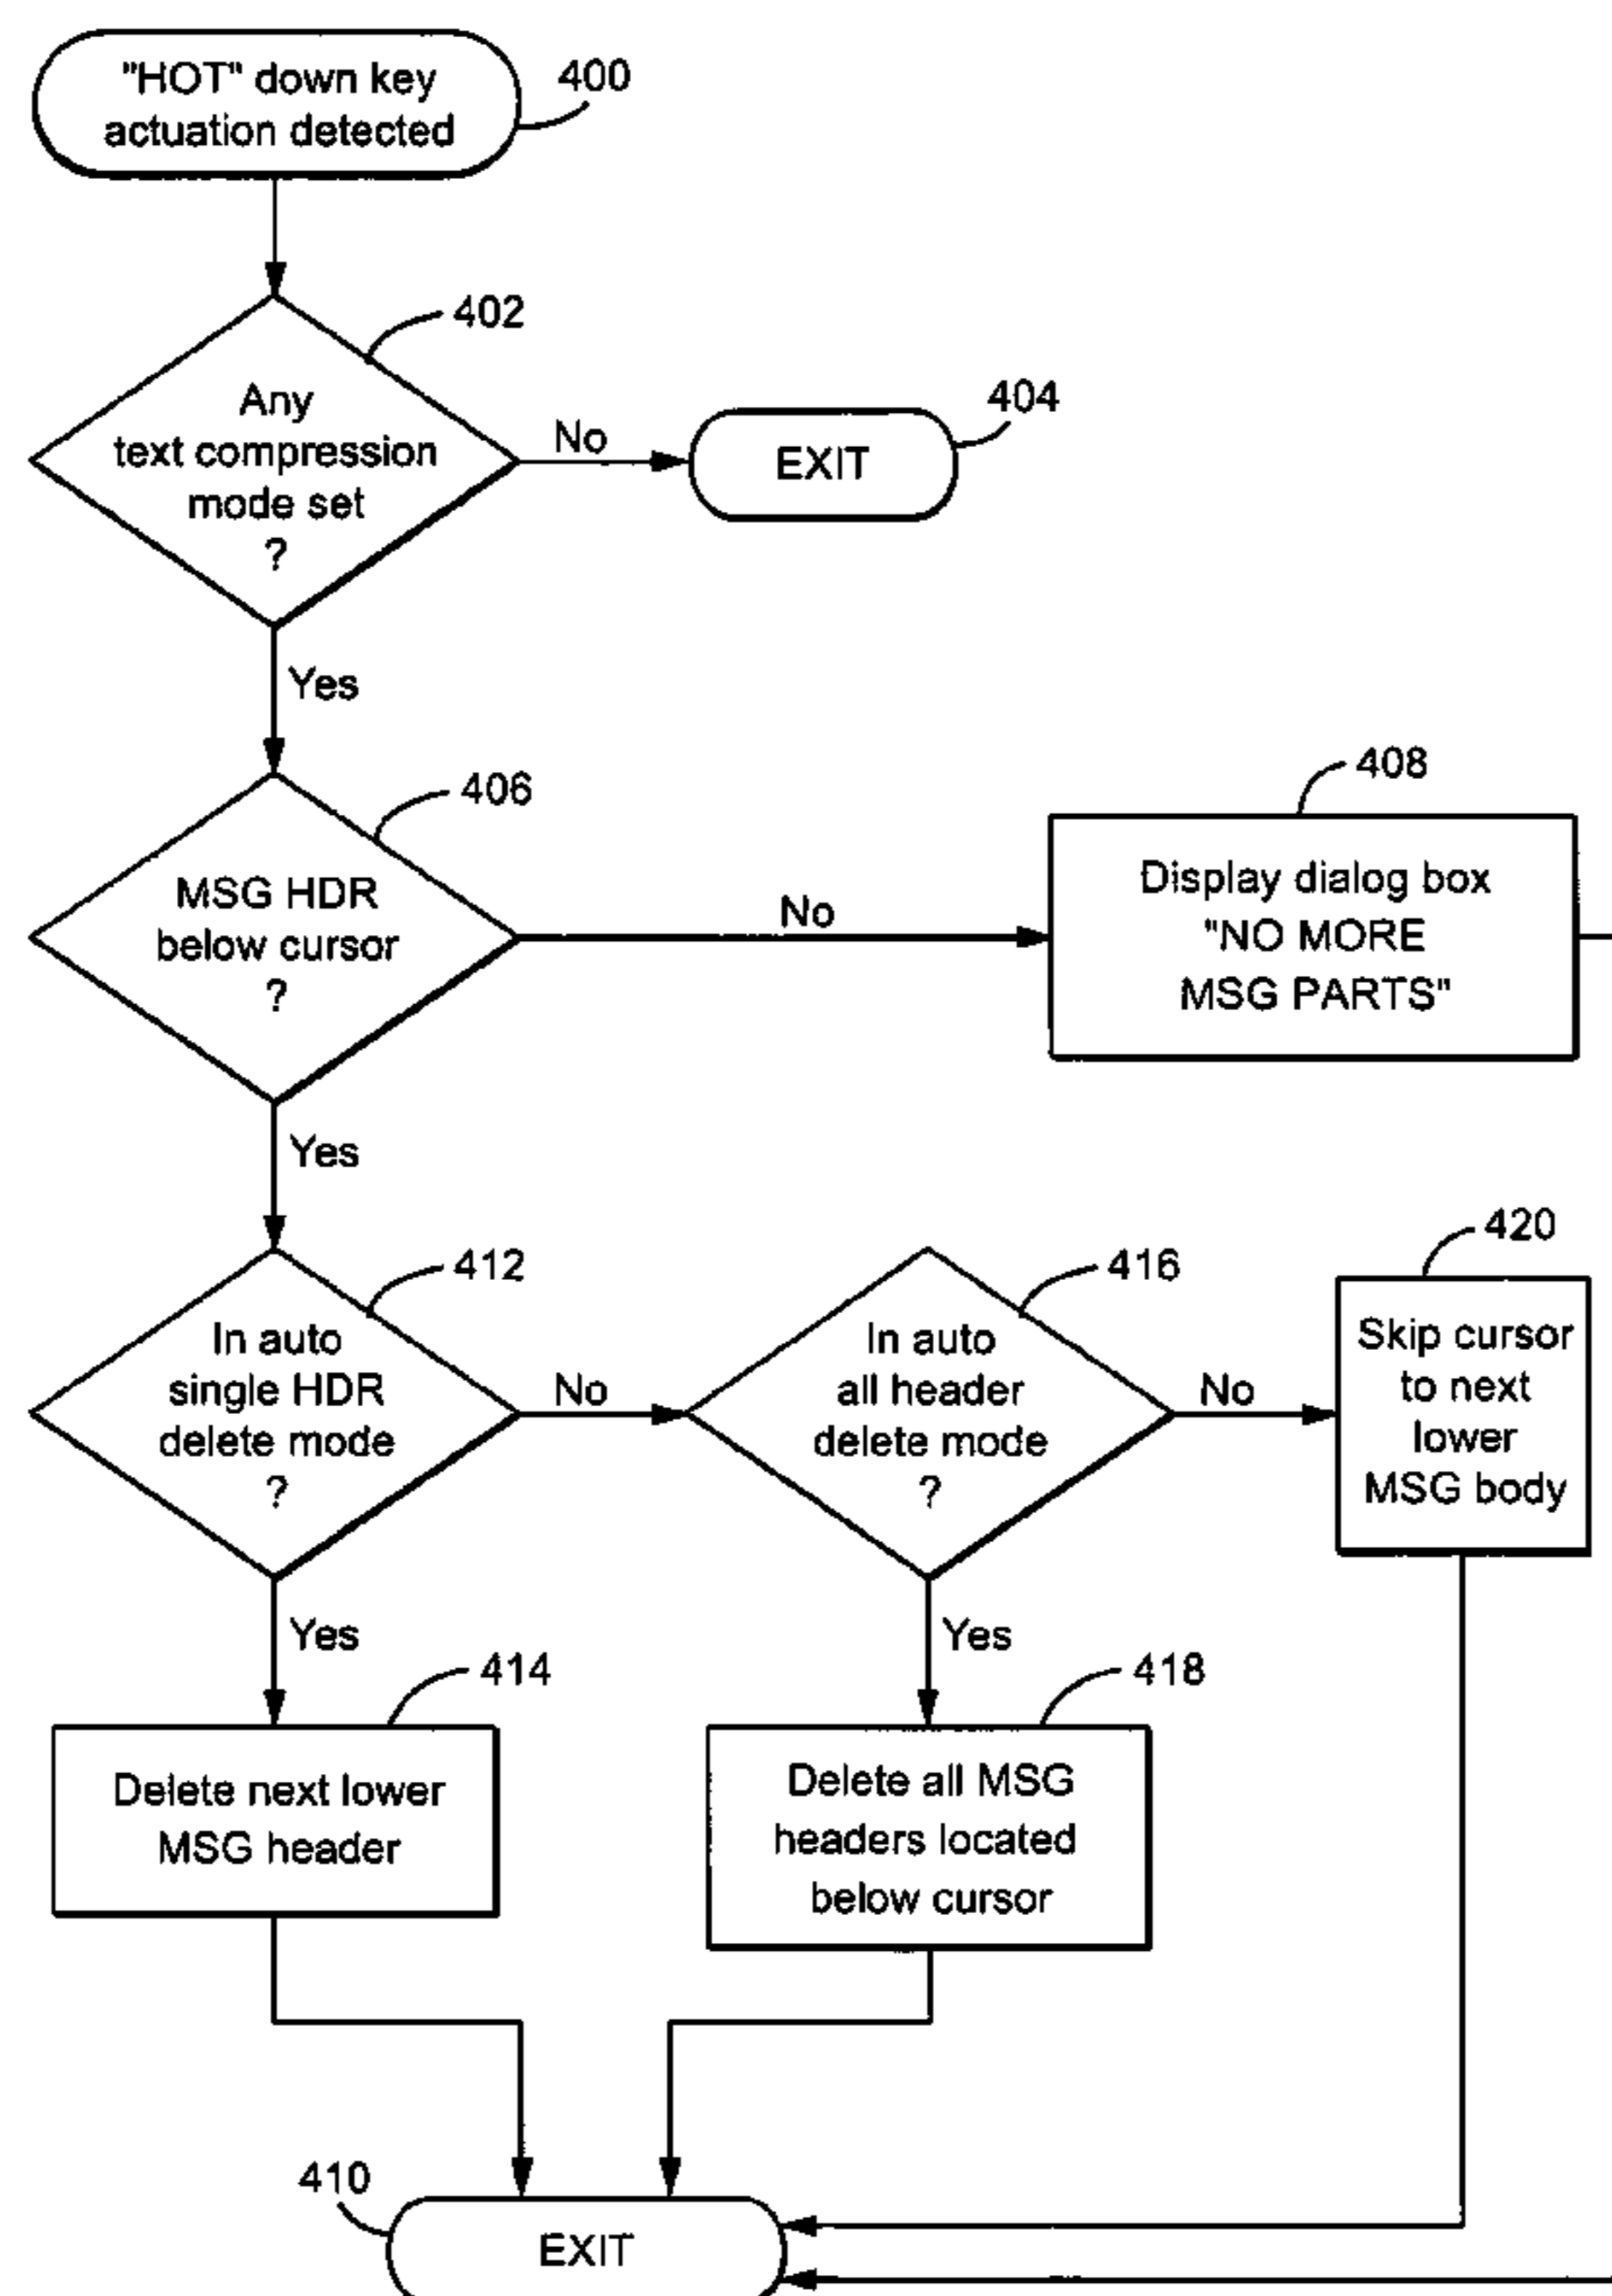 "HOT" down key
actuation detected
400
402
Any
text compression
mode set
?
No
404
EXIT
Yes
406
MSG HDR
below cursor
?
No
408
Display dialog box
"NO MORE
MSG PARTS"
Yes
412
In auto
single HDR
delete mode
?
No
416
In auto
all header
delete mode
?
No
420
Skip cursor
to next
lower
MSG body
Yes
414
Delete next lower
MSG header
Yes
418
Delete all MSG
headers located
below cursor
410
EXIT